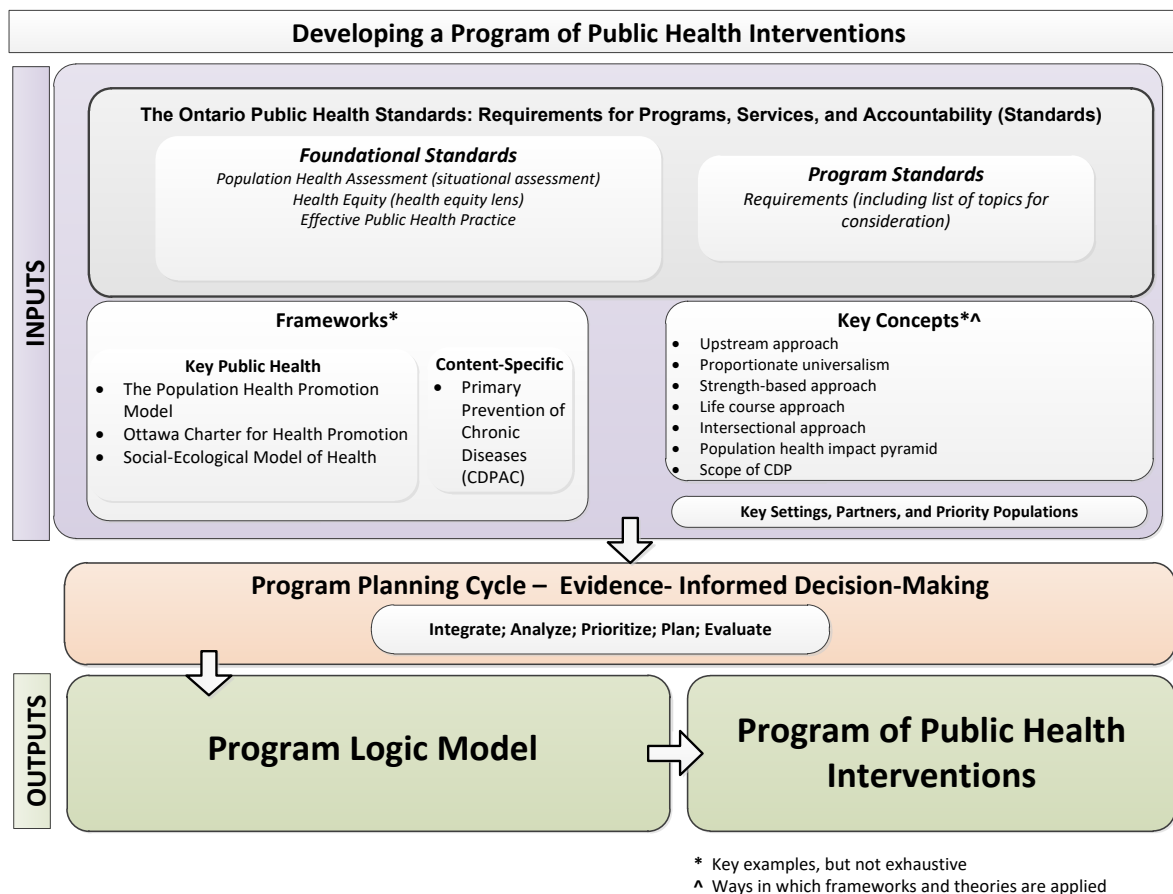 Developing a Program of Public Health Interventions
INPUTS
The Ontario Public Health Standards: Requirements for Programs, Services, and Accountability (Standards)
Foundational Standards
Population Health Assessment (situational assessment)
Health Equity (health equity lens)
Effective Public Health Practice
Program Standards
Requirements (including list of topics for
consideration)
Frameworks*
Key Public Health
• The Population Health Promotion
Model
• Ottawa Charter for Health Promotion
• Social-Ecological Model of Health
Content-Specific
• Primary
Prevention of
Chronic
Diseases
(CDPAC)
Key Concepts*^
• Upstream approach
• Proportionate universalism
• Strength-based approach
• Life course approach
• Intersectional approach
• Population health impact pyramid
• Scope of CDP
Key Settings, Partners, and Priority Populations
Program Planning Cycle – Evidence- Informed Decision-Making
Integrate; Analyze; Prioritize; Plan; Evaluate
OUTPUTS
Program Logic Model
Program of Public Health
Interventions
* Key examples, but not exhaustive
^ Ways in which frameworks and theories are applied